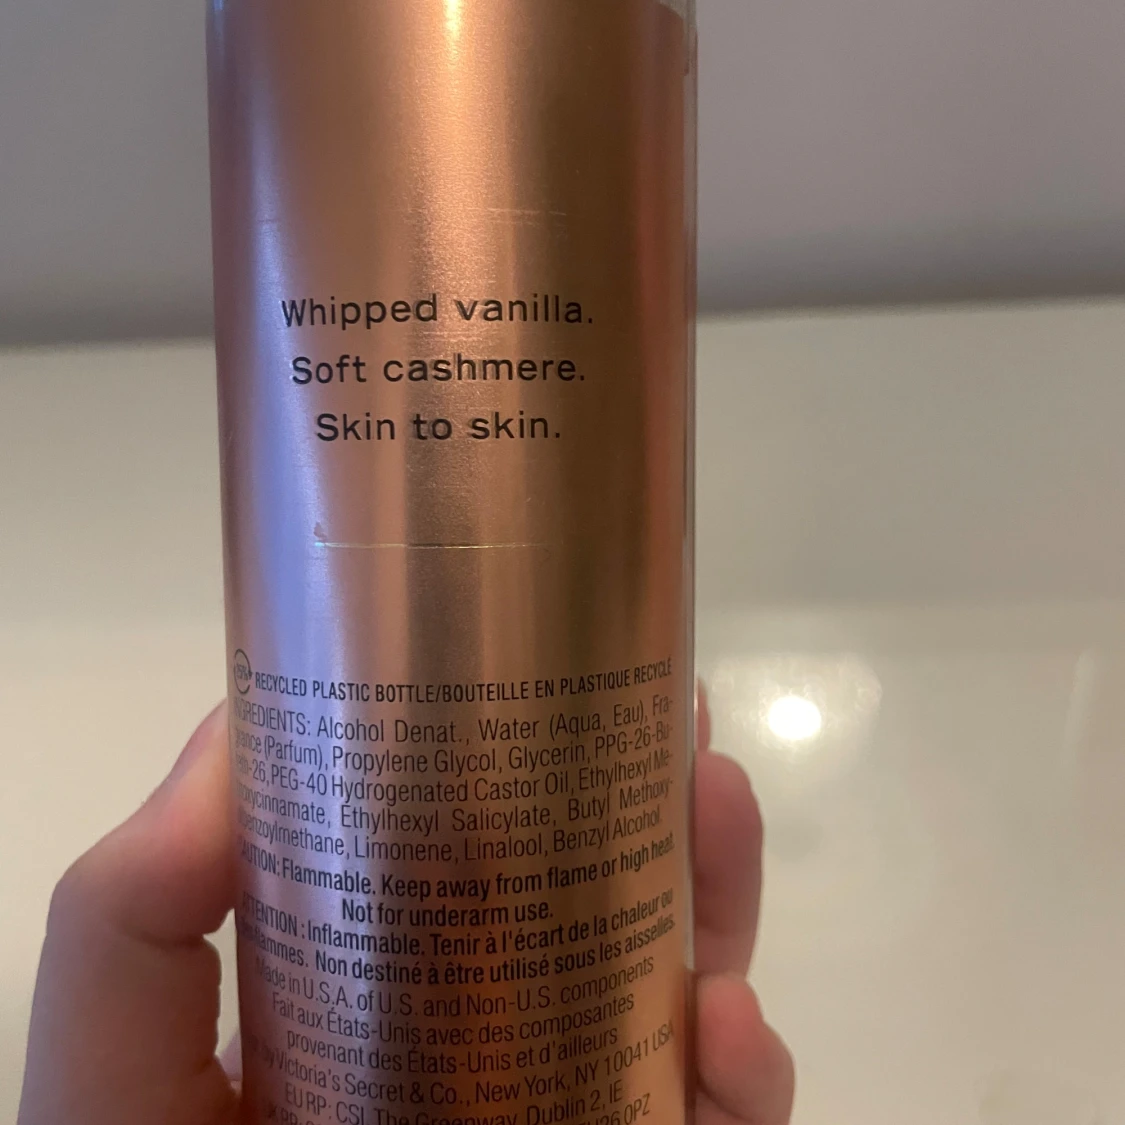 Whipped vanilla.
Soft cashmere.
Skin to skin.
RECYCLED PLASTIC BOTTLE/BOUTEILLE EN PLASTIQUE RECYCLÉ
INGREDIENTS: Alcohol Denat., Water (Aqua, Eau), Fra-
grance (Parfum), Propylene Glycol, Glycerin, PPG-26-Bu-
teth-26, PEG-40 Hydrogenated Castor Oil, Ethylhexyl Me-
thoxycinnamate, Ethylhexyl Salicylate, Butyl Methoxy-
dibenzoylmethane, Limonene, Linalool, Benzyl Alcohol.
CAUTION: Flammable. Keep away from flame or high heat.
Not for underarm use.
ATTENTION : Inflammable. Tenir à l'écart de la chaleur ou
des flammes. Non destiné à être utilisé sous les aisselles.
Made in U.S.A. of U.S. and Non-U.S. components
Fait aux États-Unis avec des composantes
provenant des États-Unis et d'ailleurs
by Victoria's Secret & Co., New York, NY 10041 USA
EU RP: CSI, The Greenway, Dublin 2, IE
0PZ